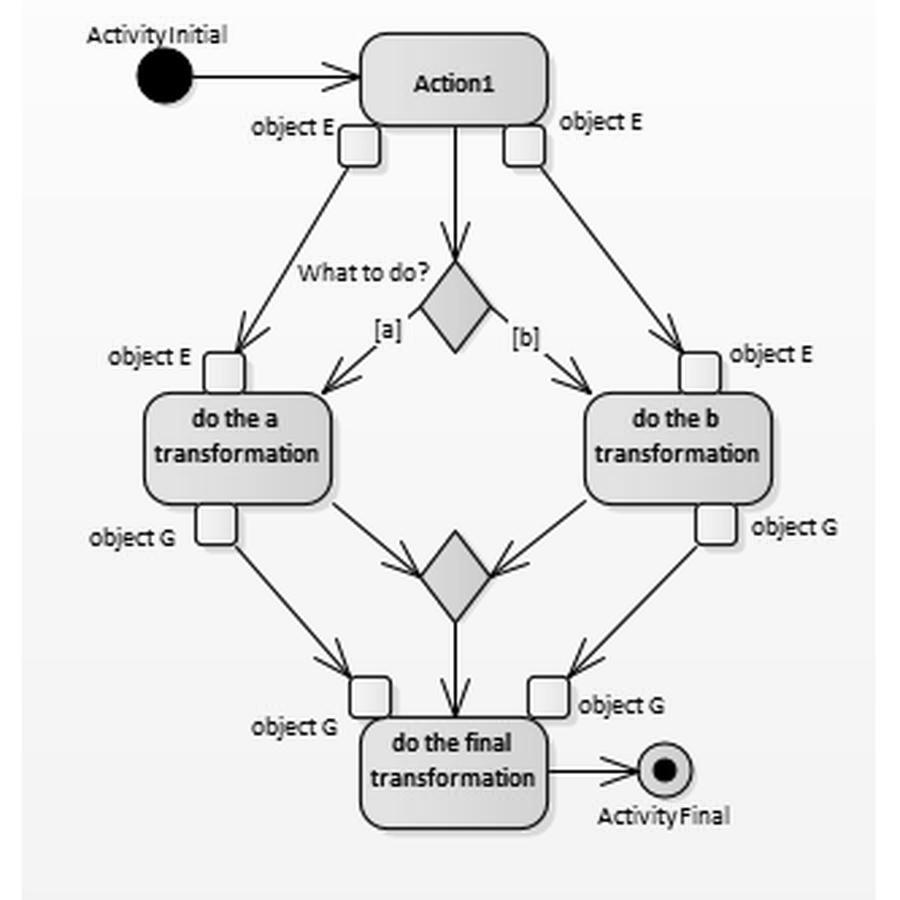 ActivityInitial
Action1
object E
object E
What to do?
[a]
[b]
object E
object E
do the a
transformation
do the b
transformation
object G
object G
object G
object G
do the final
transformation
ActivityFinal